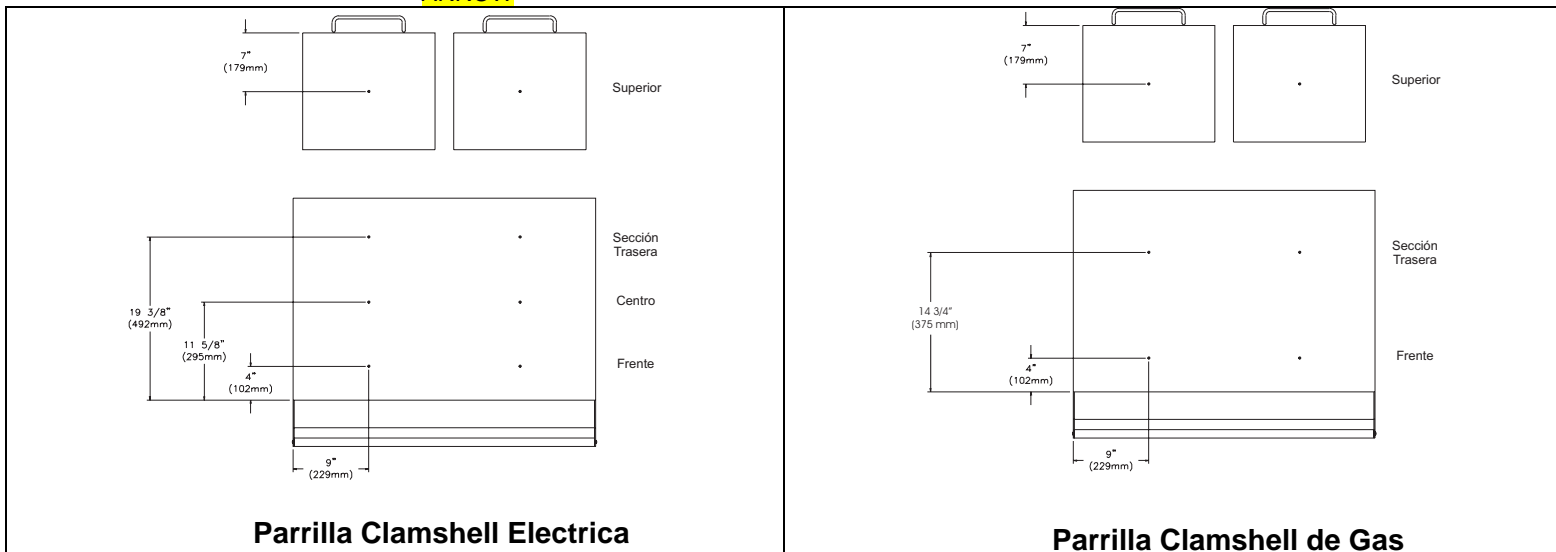 7"
(179mm)
Superior
Sección
Trasera
Centro
Frente
19 3/8"
(492mm)
11 5/8"
(295mm)
4"
(102mm)
9"
(229mm)
Parrilla Clamshell Electrica
7"
(179mm)
Superior
Sección
Trasera
Frente
14 3/4"
(375 mm)
4"
(102mm)
9"
(229mm)
Parrilla Clamshell de Gas